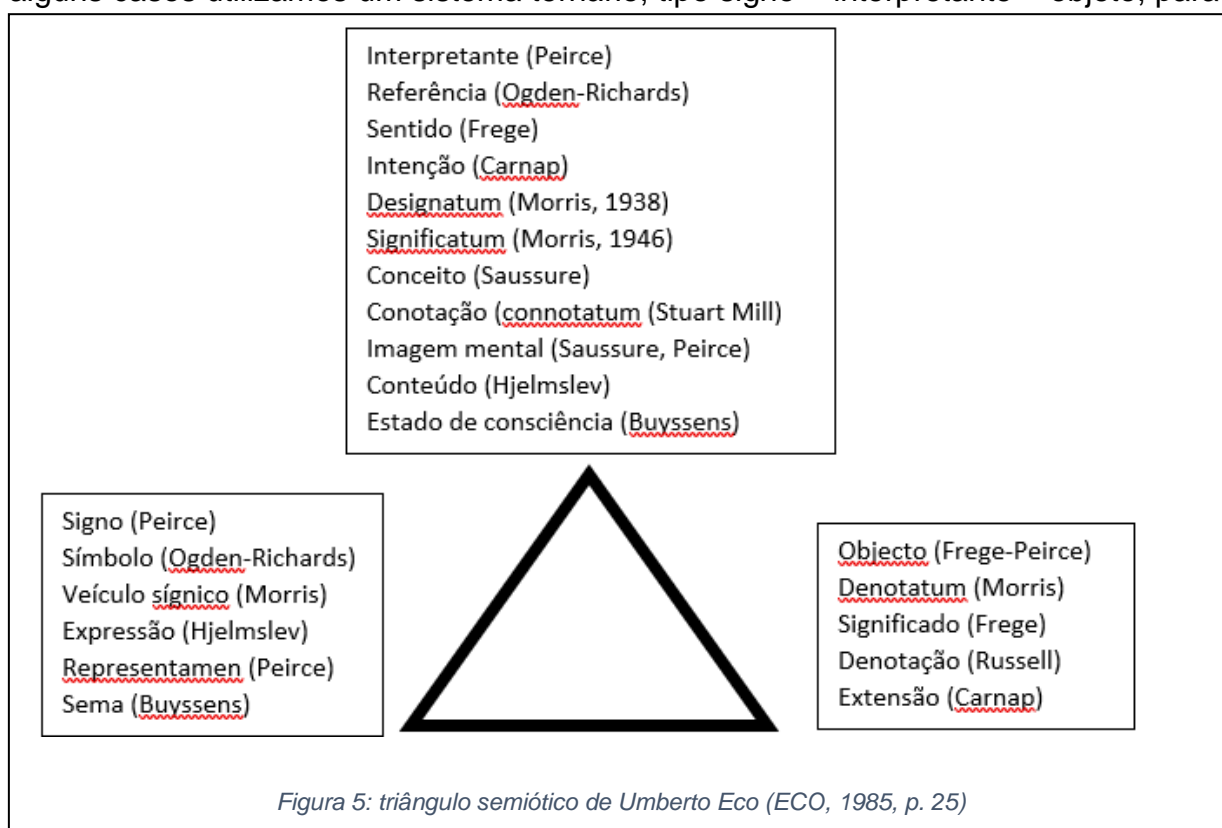 alguns casos utilizamos um sistema ternário, tipo signo – interpretante – objeto, para
Interpretante (Peirce)
Referência (Ogden-Richards)
Sentido (Frege)
Intenção (Carnap)
Designatum (Morris, 1938)
Significatum (Morris, 1946)
Conceito (Saussure)
Conotação (connotatum (Stuart Mill)
Imagem mental (Saussure, Peirce)
Conteúdo (Hjelmslev)
Estado de consciência (Buyssens)
Signo (Peirce)
Símbolo (Ogden-Richards)
Veículo sígnico (Morris)
Expressão (Hjelmslev)
Representamen (Peirce)
Sema (Buyssens)
Objecto (Frege-Peirce)
Denotatum (Morris)
Significado (Frege)
Denotação (Russell)
Extensão (Carnap)
Figura 5: triângulo semiótico de Umberto Eco (ECO, 1985, p. 25)